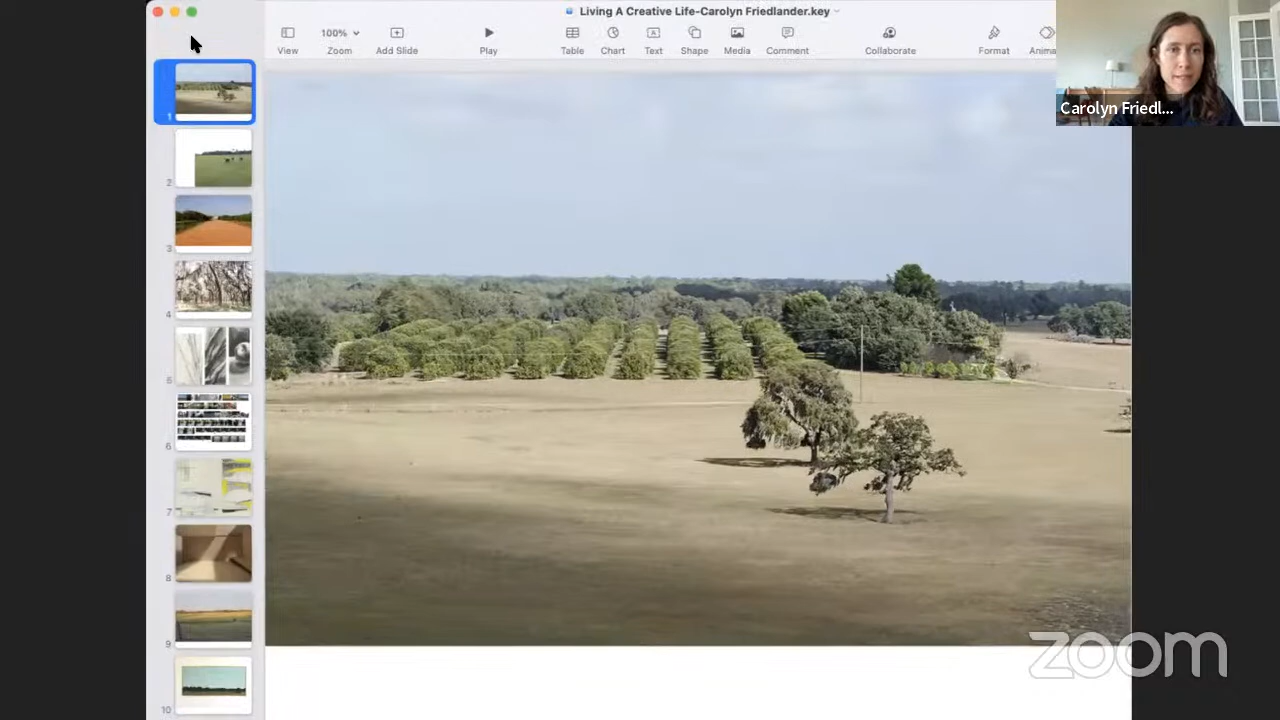 Living A Creative Life-Carolyn Friedlander.key
View
100%
Zoom
Add Slide
Play
Table
Chart
Text
Shape
Media
Comment
Collaborate
Format
Anima
Carolyn Friedl...
1
2
3
4
5
6
7
8
9
10
zoom